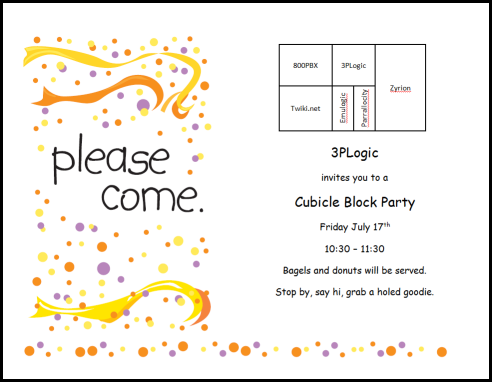 please
come.
800PBX
3PLogic
Zyrion
Twiki.net
Emulogic
Parrallocity
3PLogic
invites you to a
Cubicle Block Party
Friday July 17th
10:30 – 11:30
Bagels and donuts will be served.
Stop by, say hi, grab a holed goodie.